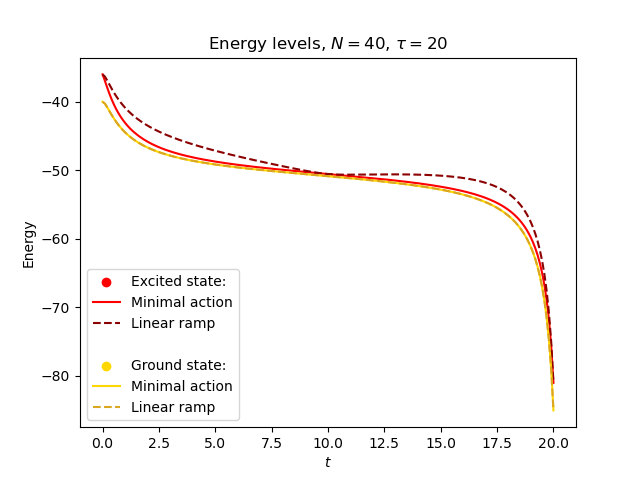 Energy levels, N = 40, τ = 20
Energy
−40
−50
−60
−70
−80
Excited state:
Minimal action
Linear ramp
Ground state:
Minimal action
Linear ramp
0.0 2.5 5.0 7.5 10.0 12.5 15.0 17.5 20.0
t